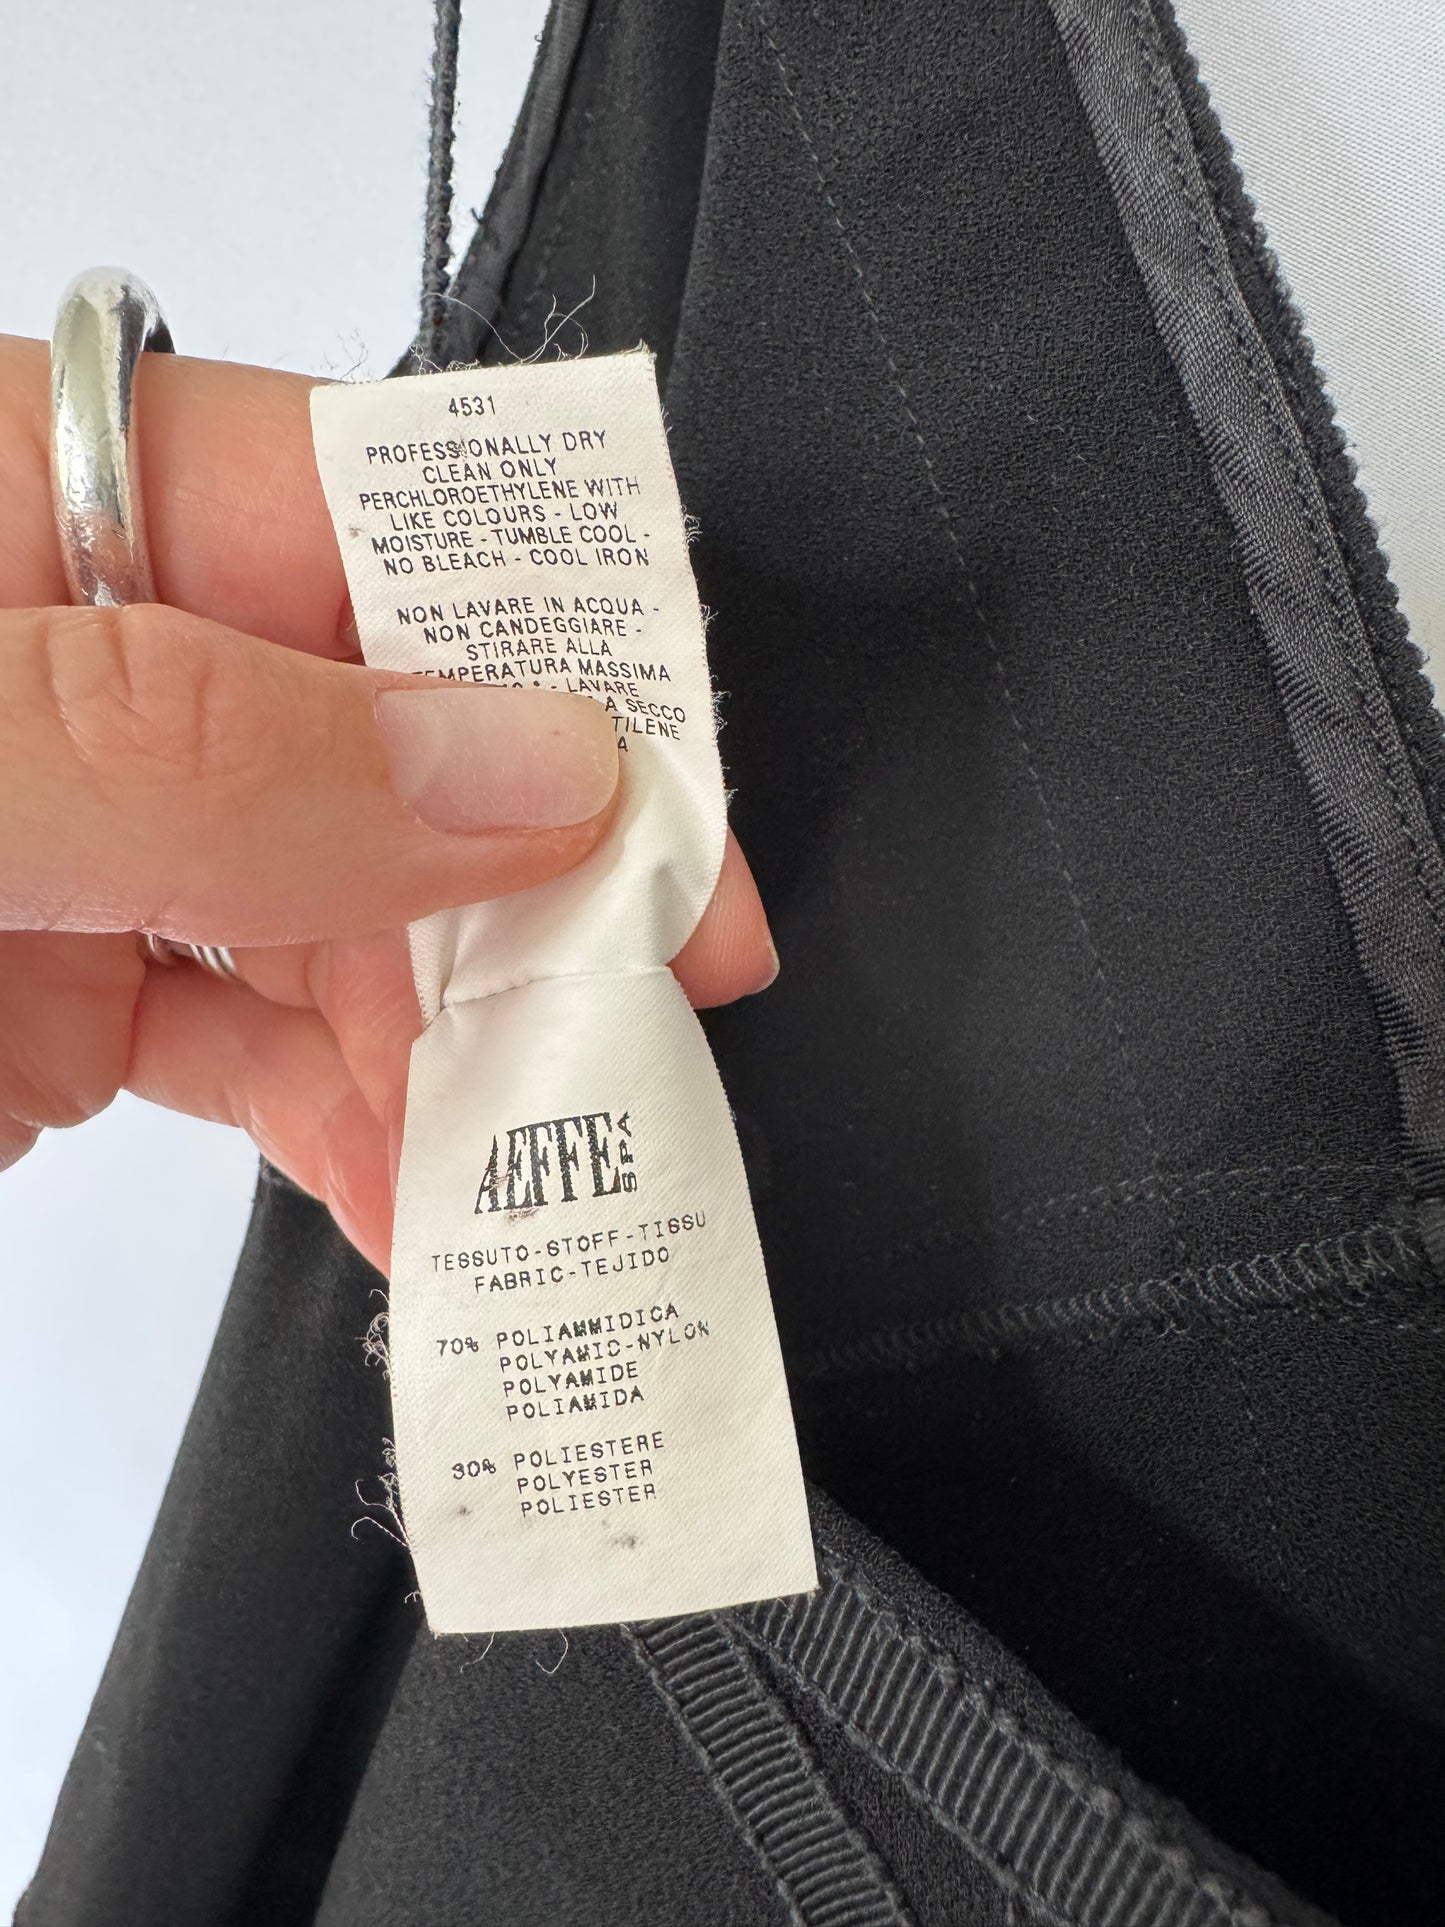 4531
PROFESSIONALLY DRY
CLEAN ONLY
PERCHLOROETHYLENE WITH
LIKE COLOURS - LOW
MOISTURE - TUMBLE COOL -
NO BLEACH - COOL IRON
NON LAVARE IN ACQUA -
NON CANDEGGIARE -
STIRARE ALLA
TEMPERATURA MASSIMA
- LAVARE
A SECCO
TILENE
A
AEFFE SPA
TESSUTO-STOFF-TISSU
FABRIC-TEJIDO
70% POLIAMMIDICA
POLYAMIC-NYLON
POLYAMIDE
POLIAMIDA
30% POLIESTERE
POLYESTER
POLIESTER